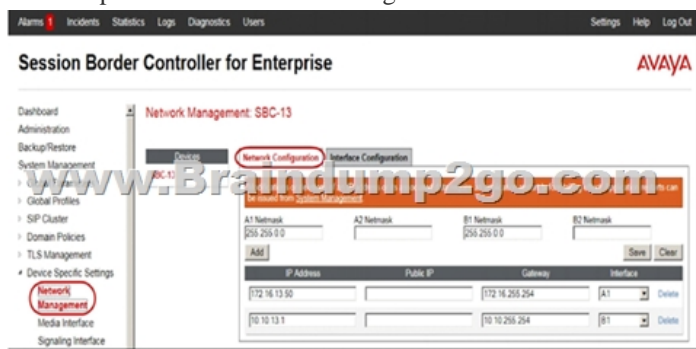 Alarms 1 Incidents Statistics Logs Diagnostics Users Settings Help Log Out
Session Border Controller for Enterprise
AVAYA
Dashboard
Administration
Backup/Restore
System Management
Global Profiles
SIP Cluster
Domain Policies
TLS Management
Device Specific Settings
Network Management
Media Interface
Signaling Interface
Network Management: SBC-13
Devices
SBC-13
Network Configuration Interface Configuration
www.Braindump2go.com
be issued from System Management.
A1 Netmask A2 Netmask B1 Netmask B2 Netmask
255.255.0.0 255.255.0.0
Add Save Clear
IP Address Public IP Gateway Interface
172.16.13.50 172.16.255.254 A1 Delete
10.10.13.1 10.10.255.254 B1 Delete